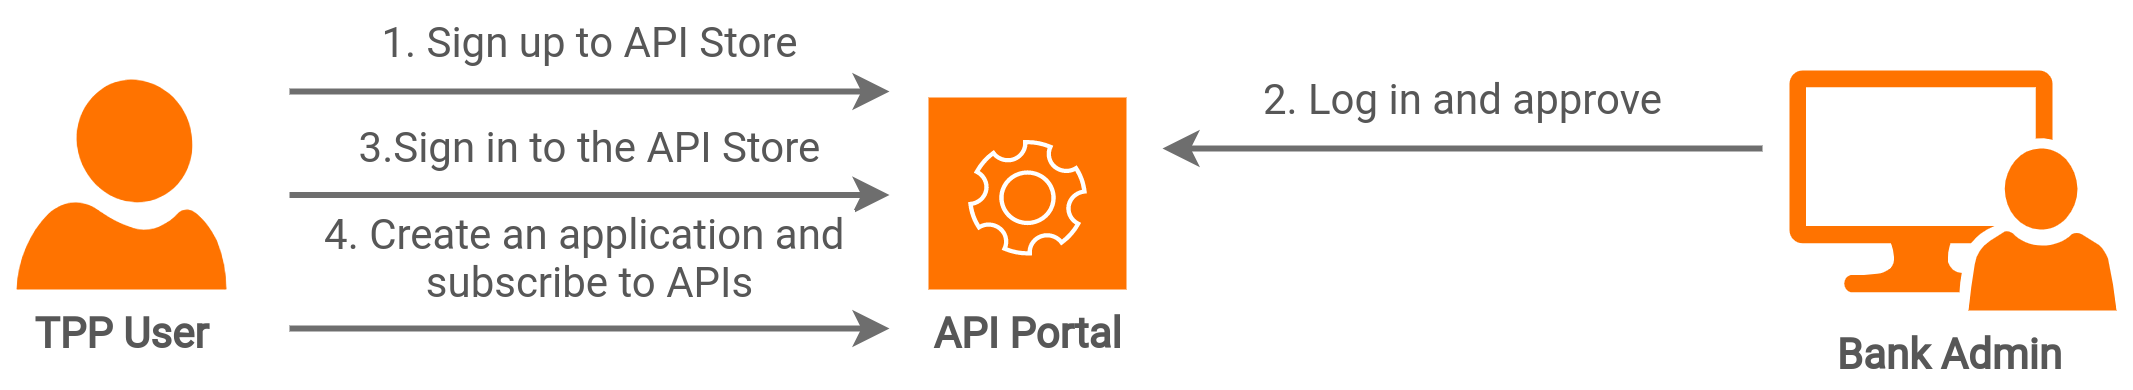 1. Sign up to API Store
2. Log in and approve
3.Sign in to the API Store
4. Create an application and
subscribe to APIs
TPP User
API Portal
Bank Admin